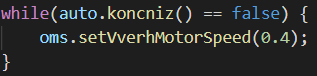 while(auto.koncniz() == false) {
    oms.setVverhMotorSpeed(0.4);
}